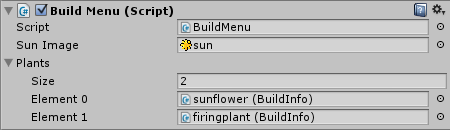 Build Menu (Script)
Script BuildMenu
Sun Image sun
Plants
Size 2
Element 0 sunflower (BuildInfo)
Element 1 firingplant (BuildInfo)